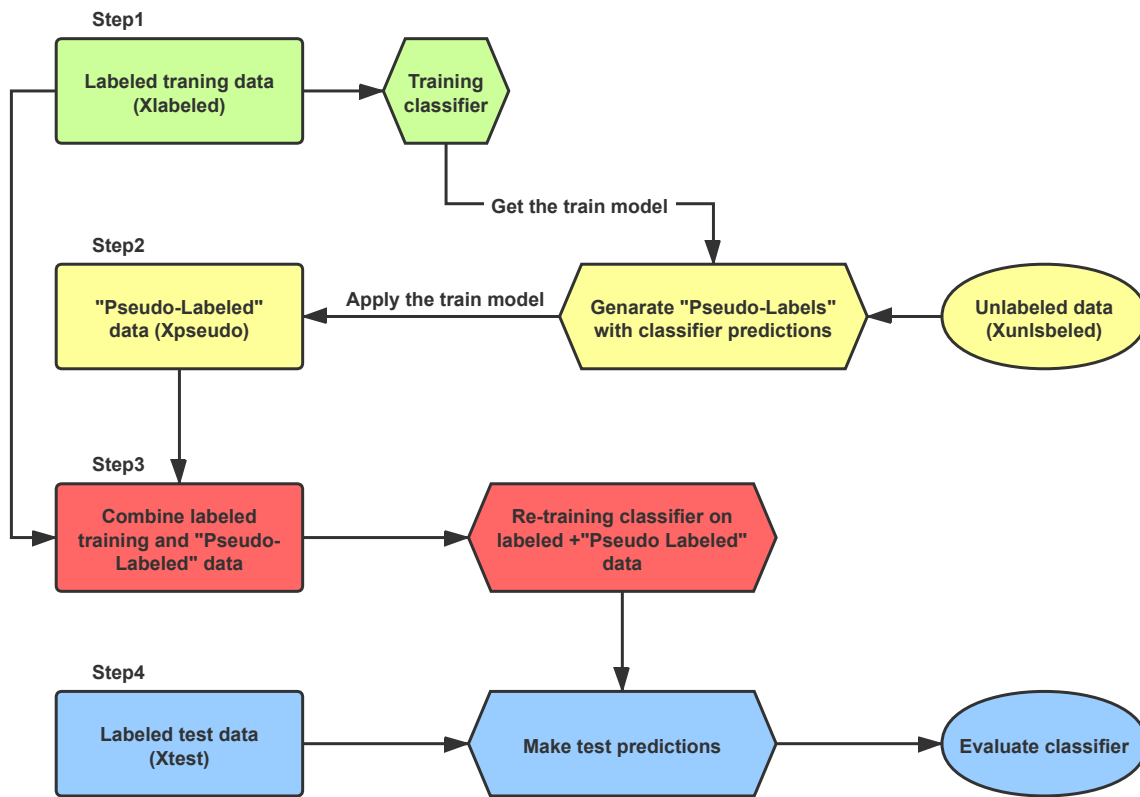 Step1
Labeled traning data
(Xlabeled)
Training
classifier
Get the train model
Step2
"Pseudo-Labeled"
data (Xpseudo)
Apply the train model
Genarate "Pseudo-Labels"
with classifier predictions
Unlabeled data
(Xunlsbeled)
Step3
Combine labeled
training and "Pseudo-
Labeled" data
Re-training classifier on
labeled +"Pseudo Labeled"
data
Step4
Labeled test data
(Xtest)
Make test predictions
Evaluate classifier